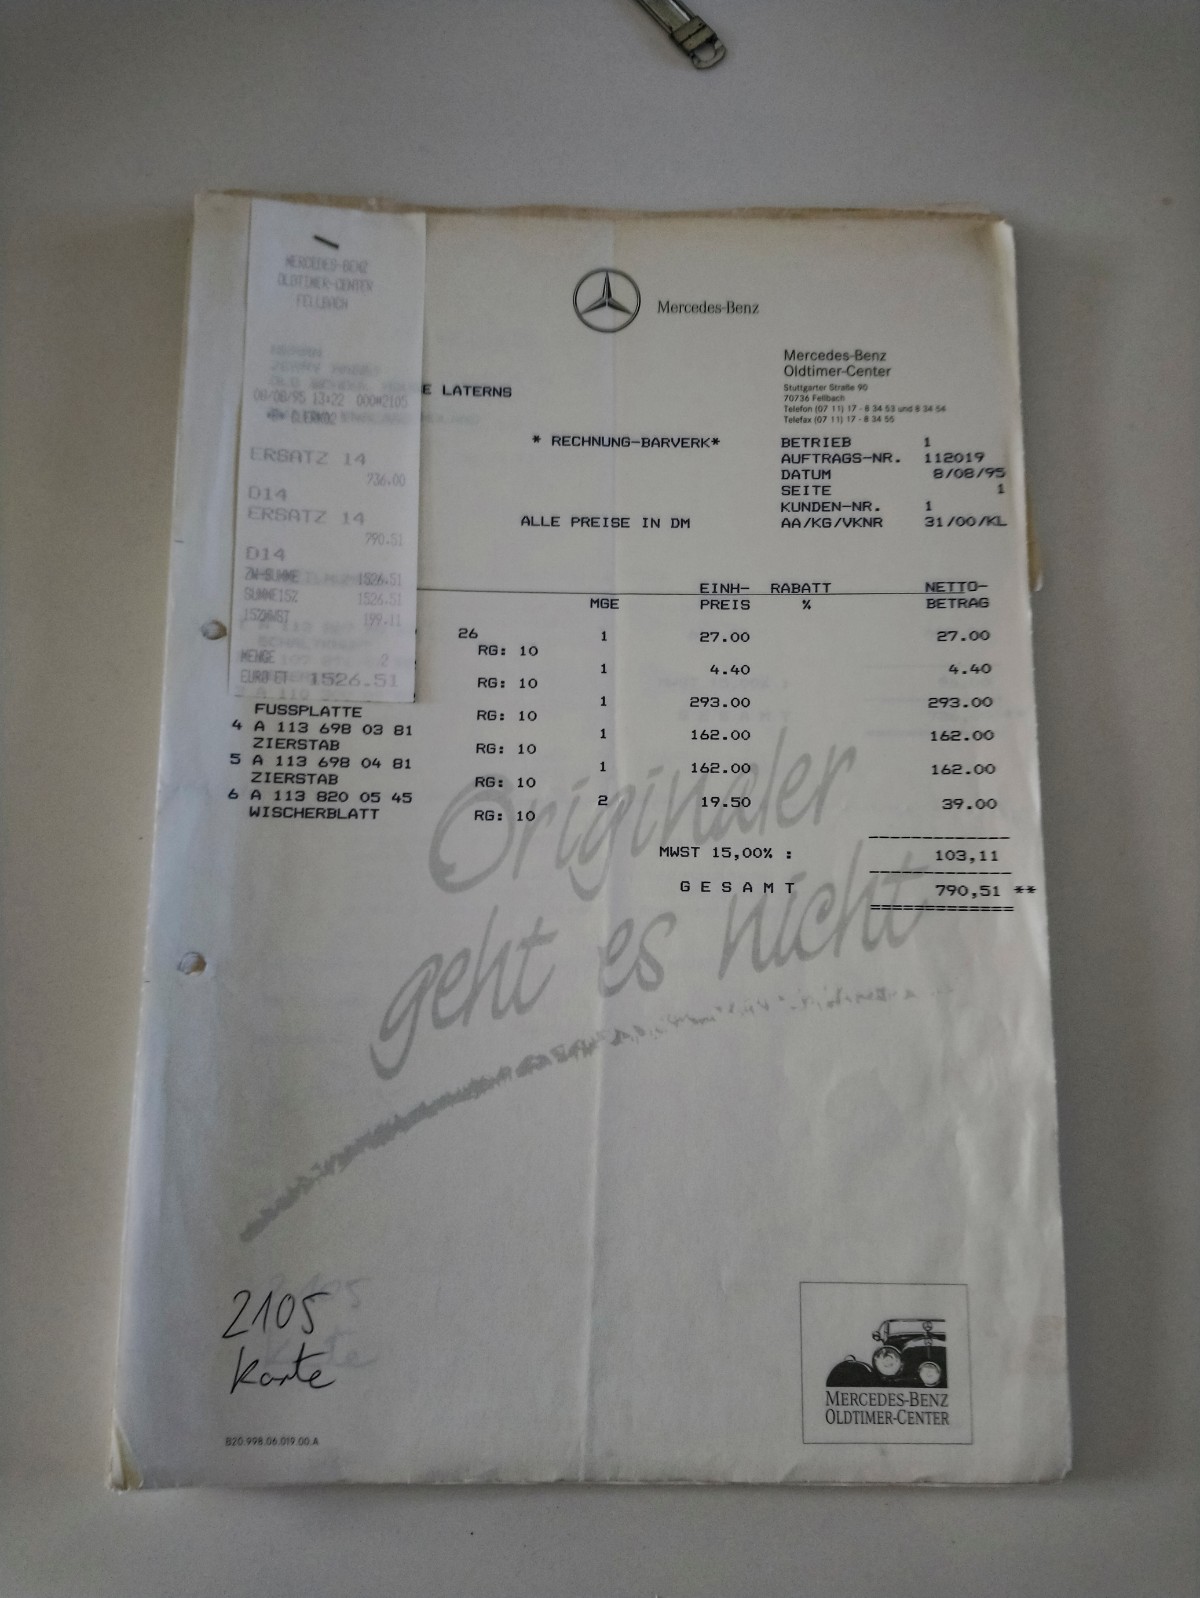 MERCEDES-BENZ
OLDTIMER-CENTER
FELLBACH
08/08/95 13:22 000#2105
CLERK02
ERSATZ 14
736.00
D14
ERSATZ 14
790.51
D14
ZW-SUMME 1526.51
SUMME15% 1526.51
15%MWST 199.11
MENGE 2
1526.51
Mercedes-Benz
Mercedes-Benz
Oldtimer-Center
Stuttgarter Straße 90
70736 Fellbach
Telefon (07 11) 17 - 8 34 53 und 8 34 54
Telefax (07 11) 17 - 8 34 55
E LATERNS
* RECHNUNG-BARVERK*
BETRIEB 1
AUFTRAGS-NR. 112019
DATUM 8/08/95
SEITE 1
KUNDEN-NR. 1
ALLE PREISE IN DM AA/KG/VKNR 31/00/KL
EINH- RABATT NETTO-
MGE PREIS % BETRAG
26 1 27.00 27.00
RG: 10
1 4.40 4.40
RG: 10
1 293.00 293.00
FUSSPLATTE RG: 10
4 A 113 698 03 81 1 162.00 162.00
ZIERSTAB RG: 10
5 A 113 698 04 81 1 162.00 162.00
ZIERSTAB RG: 10
6 A 113 820 05 45 2 19.50 39.00
WISCHERBLATT RG: 10
MWST 15,00% : 103,11
G E S A M T 790,51 **
Originaler
geht es nicht
2105
Karte
B20.998.06.019.00.A
MERCEDES-BENZ
OLDTIMER-CENTER